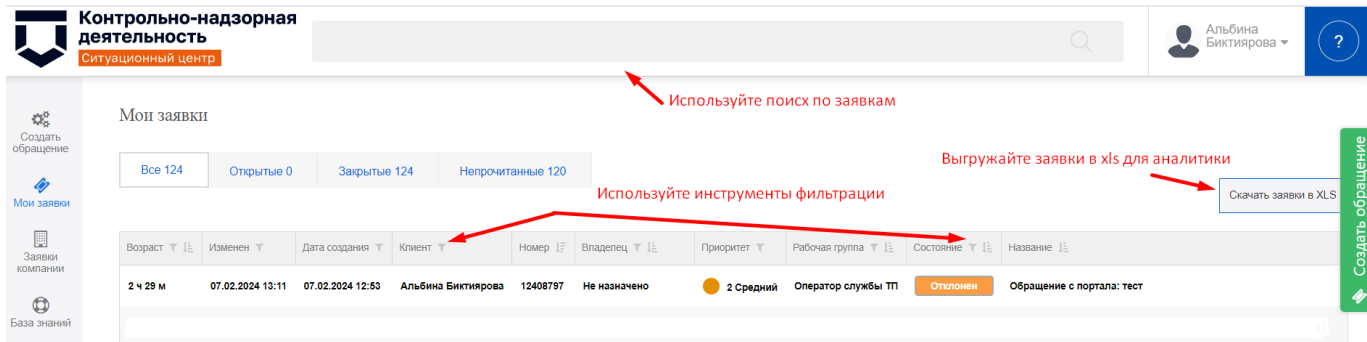 Контрольно-надзорная
деятельность
Ситуационный центр
Альбина
Биктиярова
?
Используйте поисх по заявкам
Создать
обращение
Мои заявки
Заявки
компании
База знаний
Мои заявки
Все 124
Открытые 0
Закрытые 124
Непрочитанные 120
Выгружайте заявки в xls для аналитики
Используйте инструменты фильтрации
Скачать заявки в XLS
Создать обращение
Возраст Изменен Дата создания Клиент Номер Владелец Приоритет Рабочая группа Состояние Название
2 ч 29 м 07.02.2024 13:11 07.02.2024 12:53 Альбина Биктиярова 12408797 Не назначено 2 Средний Оператор службы ТП Отклонен Обращение с портала: тест